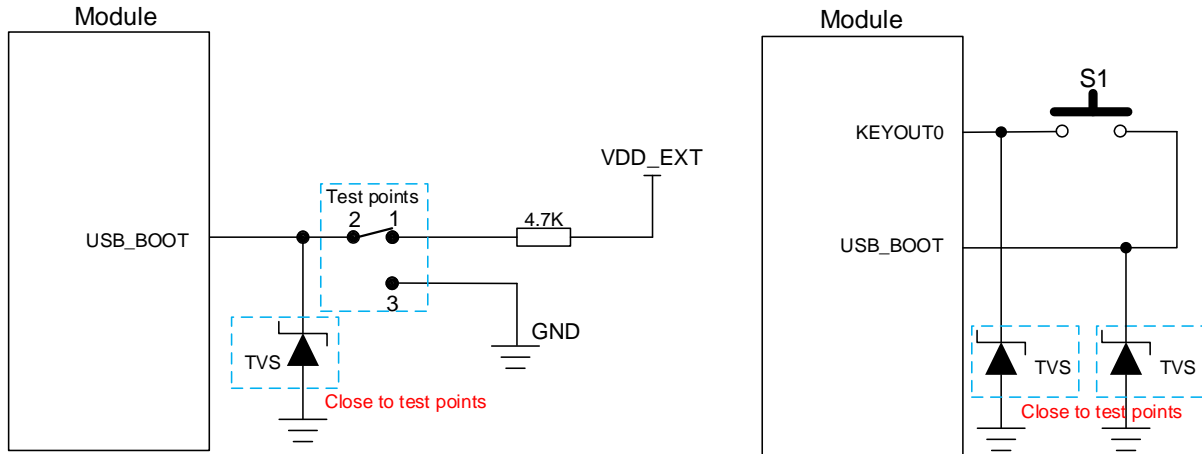 Module
USB_BOOT
Test points
2 1
3
4.7K
VDD_EXT
GND
TVS
Close to test points
Module
KEYOUT0
USB_BOOT
S1
TVS
TVS
Close to test points